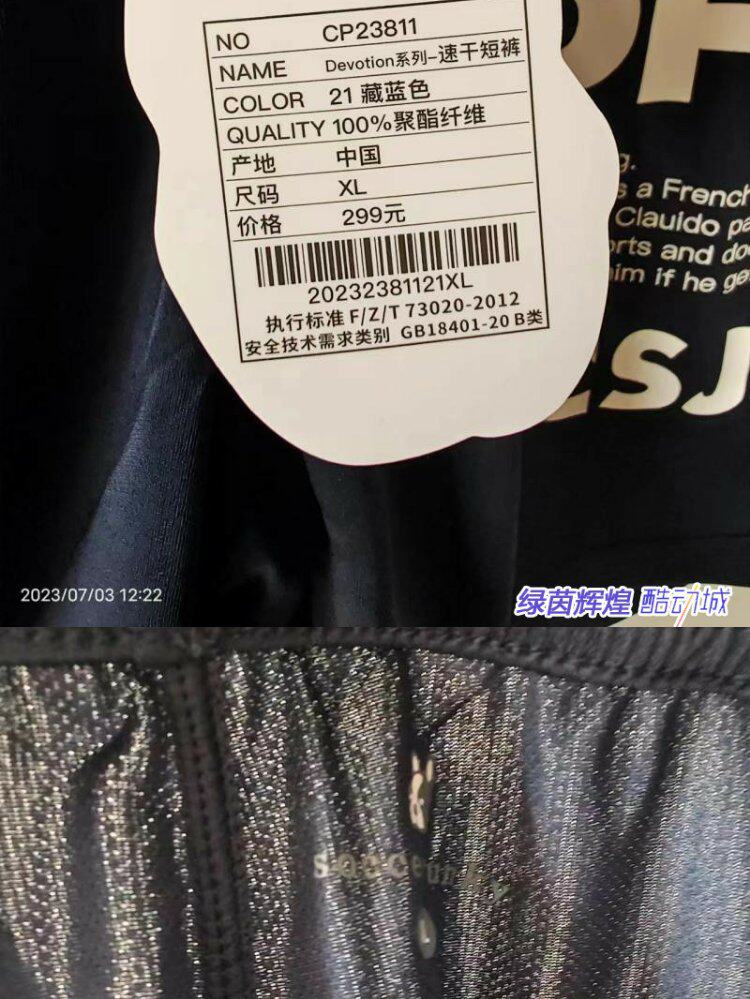 NO CP23811
NAME Devotion系列-速干短裤
COLOR 21 藏蓝色
QUALITY 100%聚酯纤维
产地 中国
尺码 XL
价格 299元
20232381121XL
执行标准 F/Z/T 73020-2012
安全技术需求类别 GB18401-20 B类
s a French
Clauido pa
orts and do
him if he ge
SJ
2023/07/03 12:22
绿茵辉煌 酷动城
L